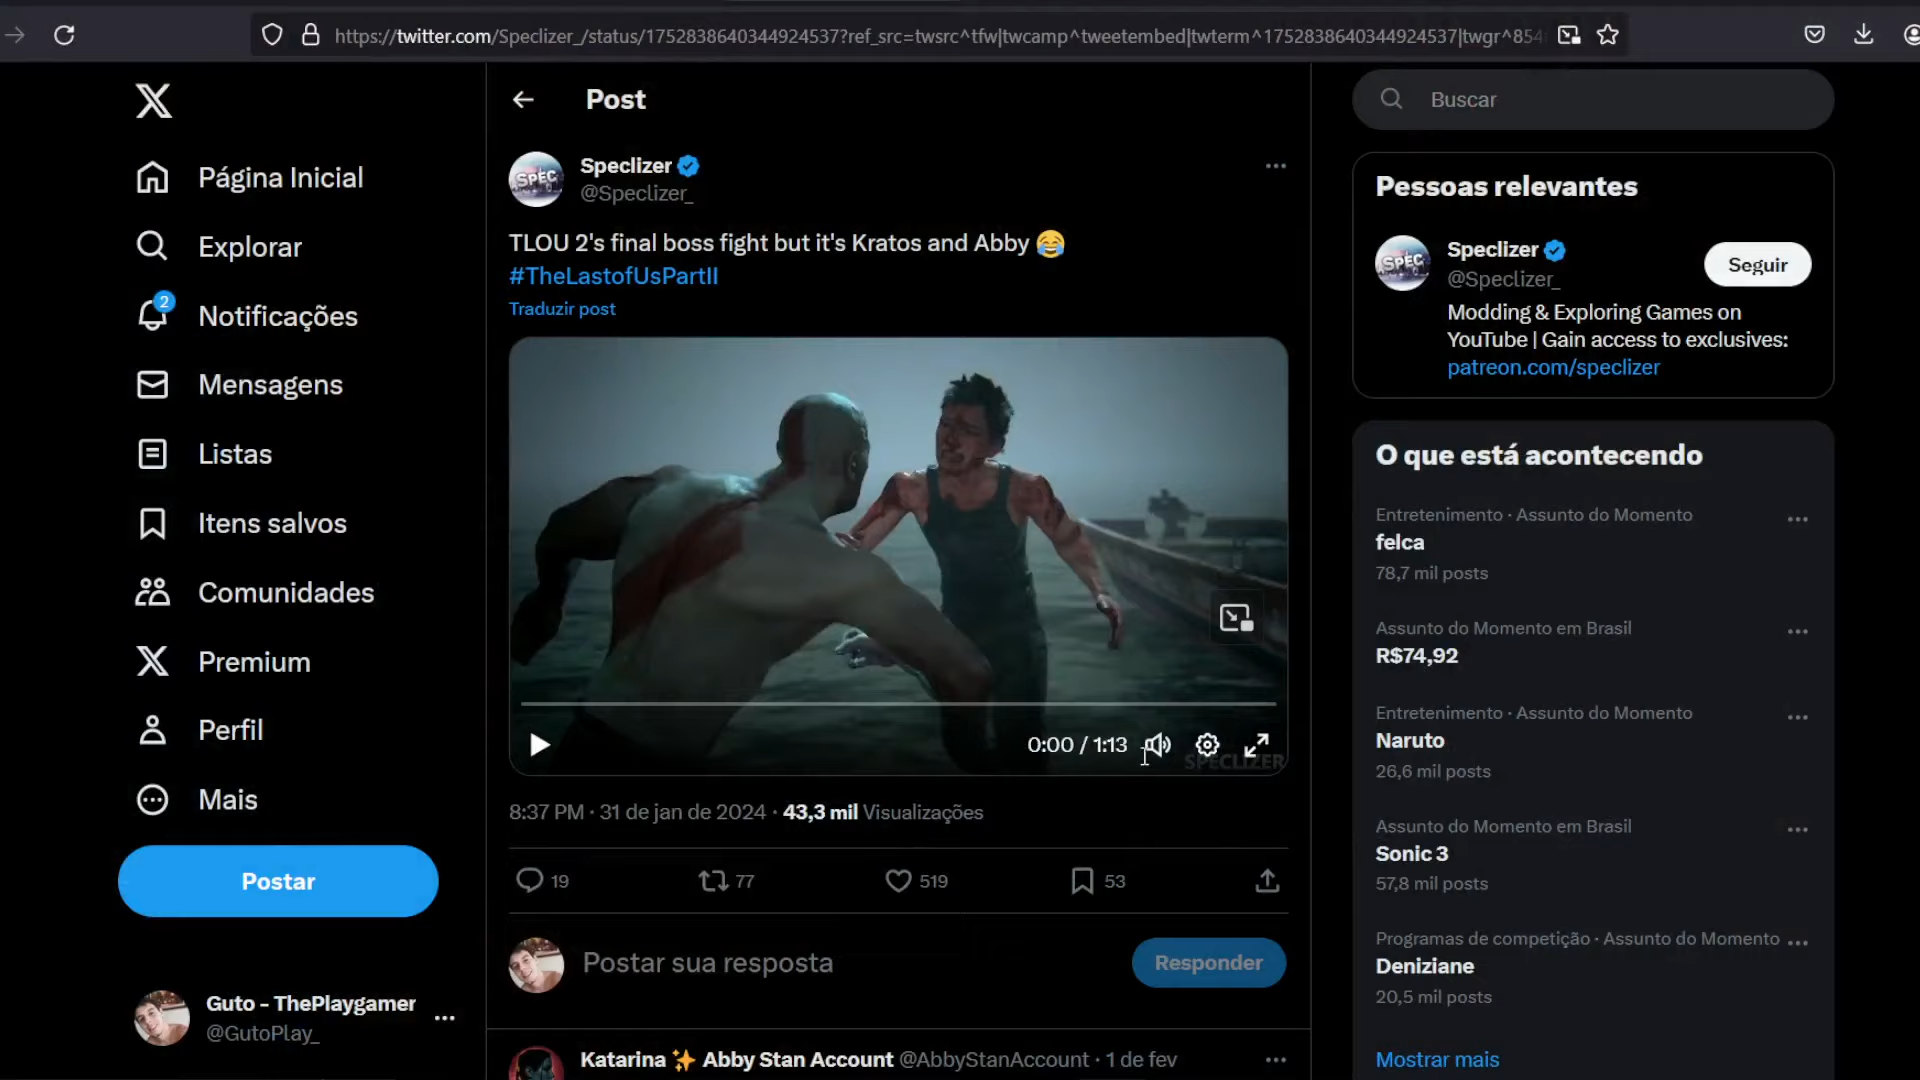 https://twitter.com/Speclizer_/status/1752838640344924537?ref_src=twsrc^tfw|twcamp^tweetembed|twterm^1752838640344924537|twgr^854
Página Inicial
Explorar
2
Notificações
Mensagens
Listas
Itens salvos
Comunidades
Premium
Perfil
Mais
Postar
Guto - ThePlaygamer
@GutoPlay_
Post
SPEC
Speclizer
@Speclizer_
TLOU 2's final boss fight but it's Kratos and Abby 😂
#TheLastofUsPartII
Traduzir post
0:00 / 1:13
SPECLIZER
8:37 PM · 31 de jan de 2024 · 43,3 mil Visualizações
19 77 519 53
Postar sua resposta
Responder
Katarina ✨ Abby Stan Account @AbbyStanAccount · 1 de fev
Buscar
Pessoas relevantes
SPEC
Speclizer
@Speclizer_
Seguir
Modding & Exploring Games on
YouTube | Gain access to exclusives:
patreon.com/speclizer
O que está acontecendo
Entretenimento · Assunto do Momento
felca
78,7 mil posts
Assunto do Momento em Brasil
R$74,92
Entretenimento · Assunto do Momento
Naruto
26,6 mil posts
Assunto do Momento em Brasil
Sonic 3
57,8 mil posts
Programas de competição · Assunto do Momento
Deniziane
20,5 mil posts
Mostrar mais